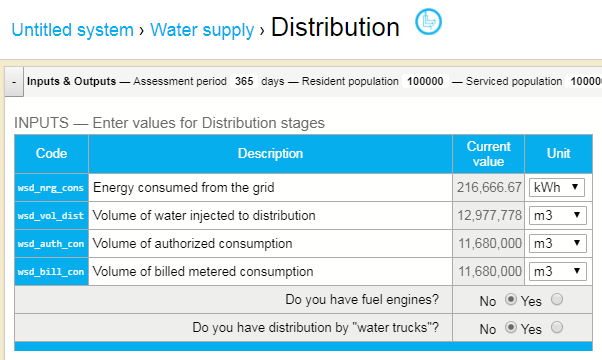 Untitled system › Water supply › Distribution
- Inputs & Outputs — Assessment period 365 days — Resident population 100000 — Serviced population 10000
INPUTS — Enter values for Distribution stages
Code Description Current value Unit
wsd_nrg_cons Energy consumed from the grid 216,666.67 kWh ▼
wsd_vol_dist Volume of water injected to distribution 12,977,778 m3 ▼
wsd_auth_con Volume of authorized consumption 11,680,000 m3 ▼
wsd_bill_con Volume of billed metered consumption 11,680,000 m3 ▼
Do you have fuel engines? No Yes
Do you have distribution by "water trucks"? No Yes